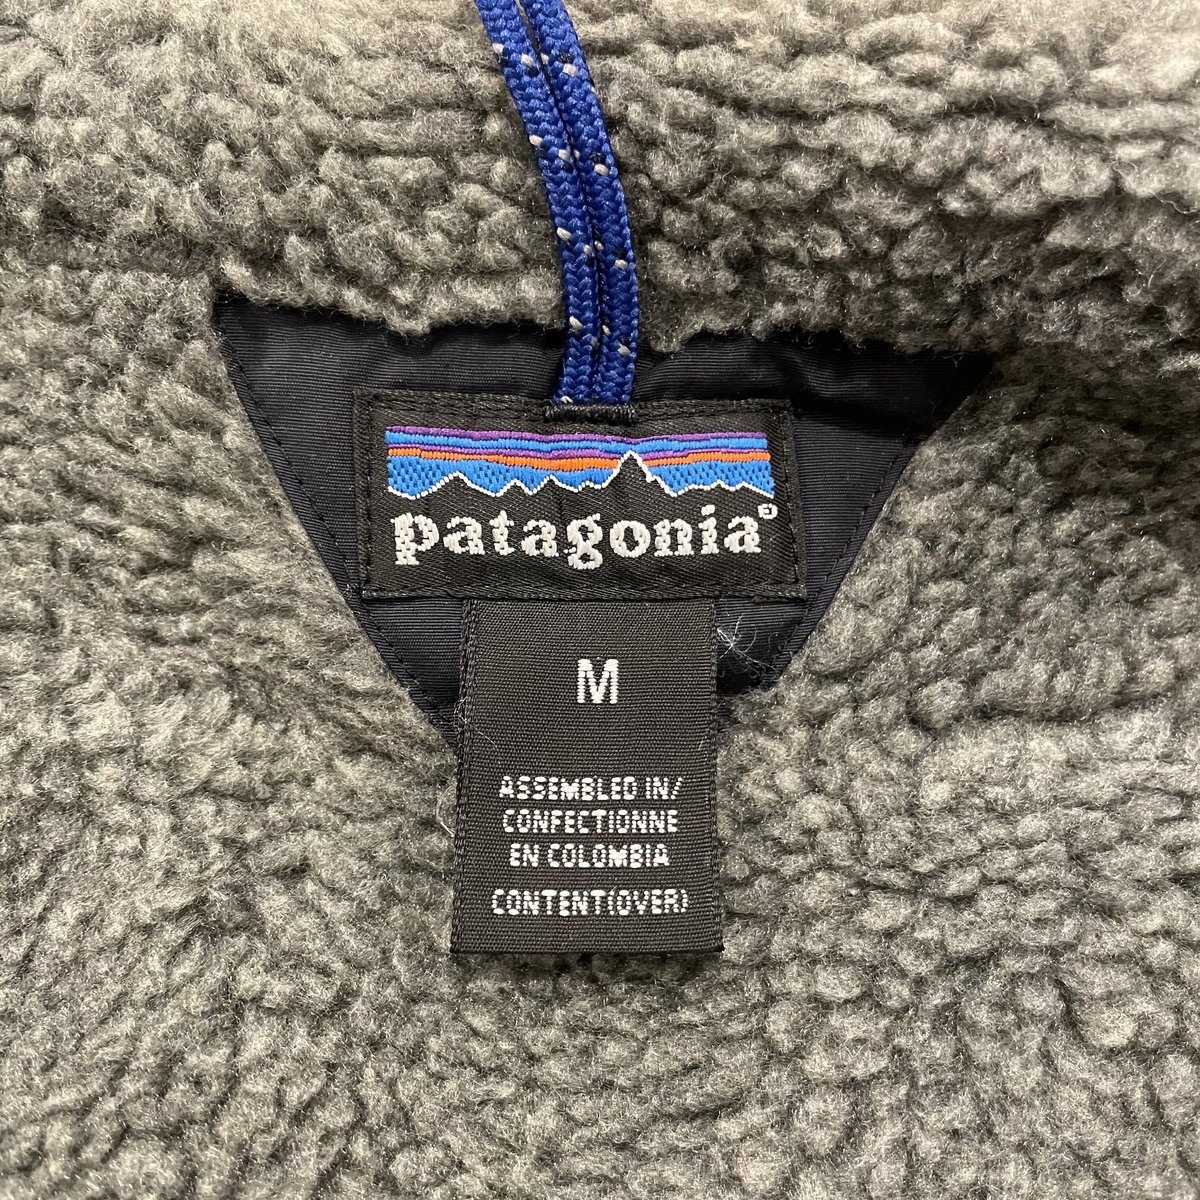 patagonia®
M
ASSEMBLED IN/
CONFECTIONNE
EN COLOMBIA
CONTENT(OVER)